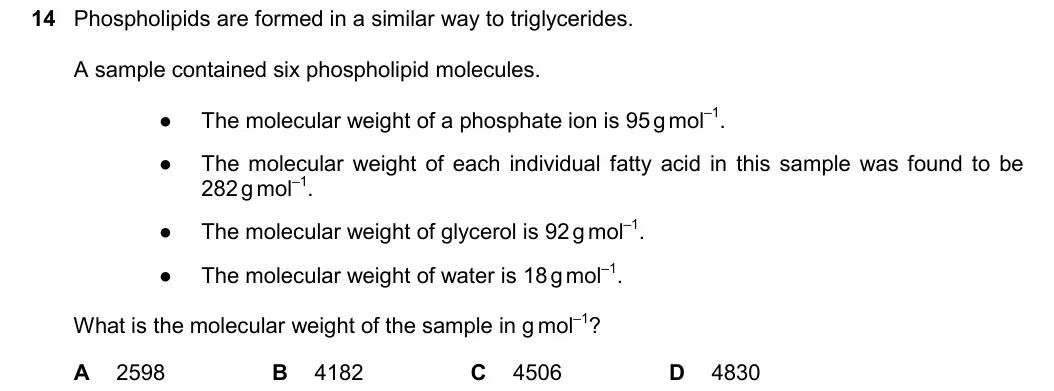 14 Phospholipids are formed in a similar way to triglycerides.
A sample contained six phospholipid molecules.
● The molecular weight of a phosphate ion is 95 g mol⁻¹.
● The molecular weight of each individual fatty acid in this sample was found to be
282 g mol⁻¹.
● The molecular weight of glycerol is 92 g mol⁻¹.
● The molecular weight of water is 18 g mol⁻¹.
What is the molecular weight of the sample in g mol⁻¹?
A 2598 B 4182 C 4506 D 4830